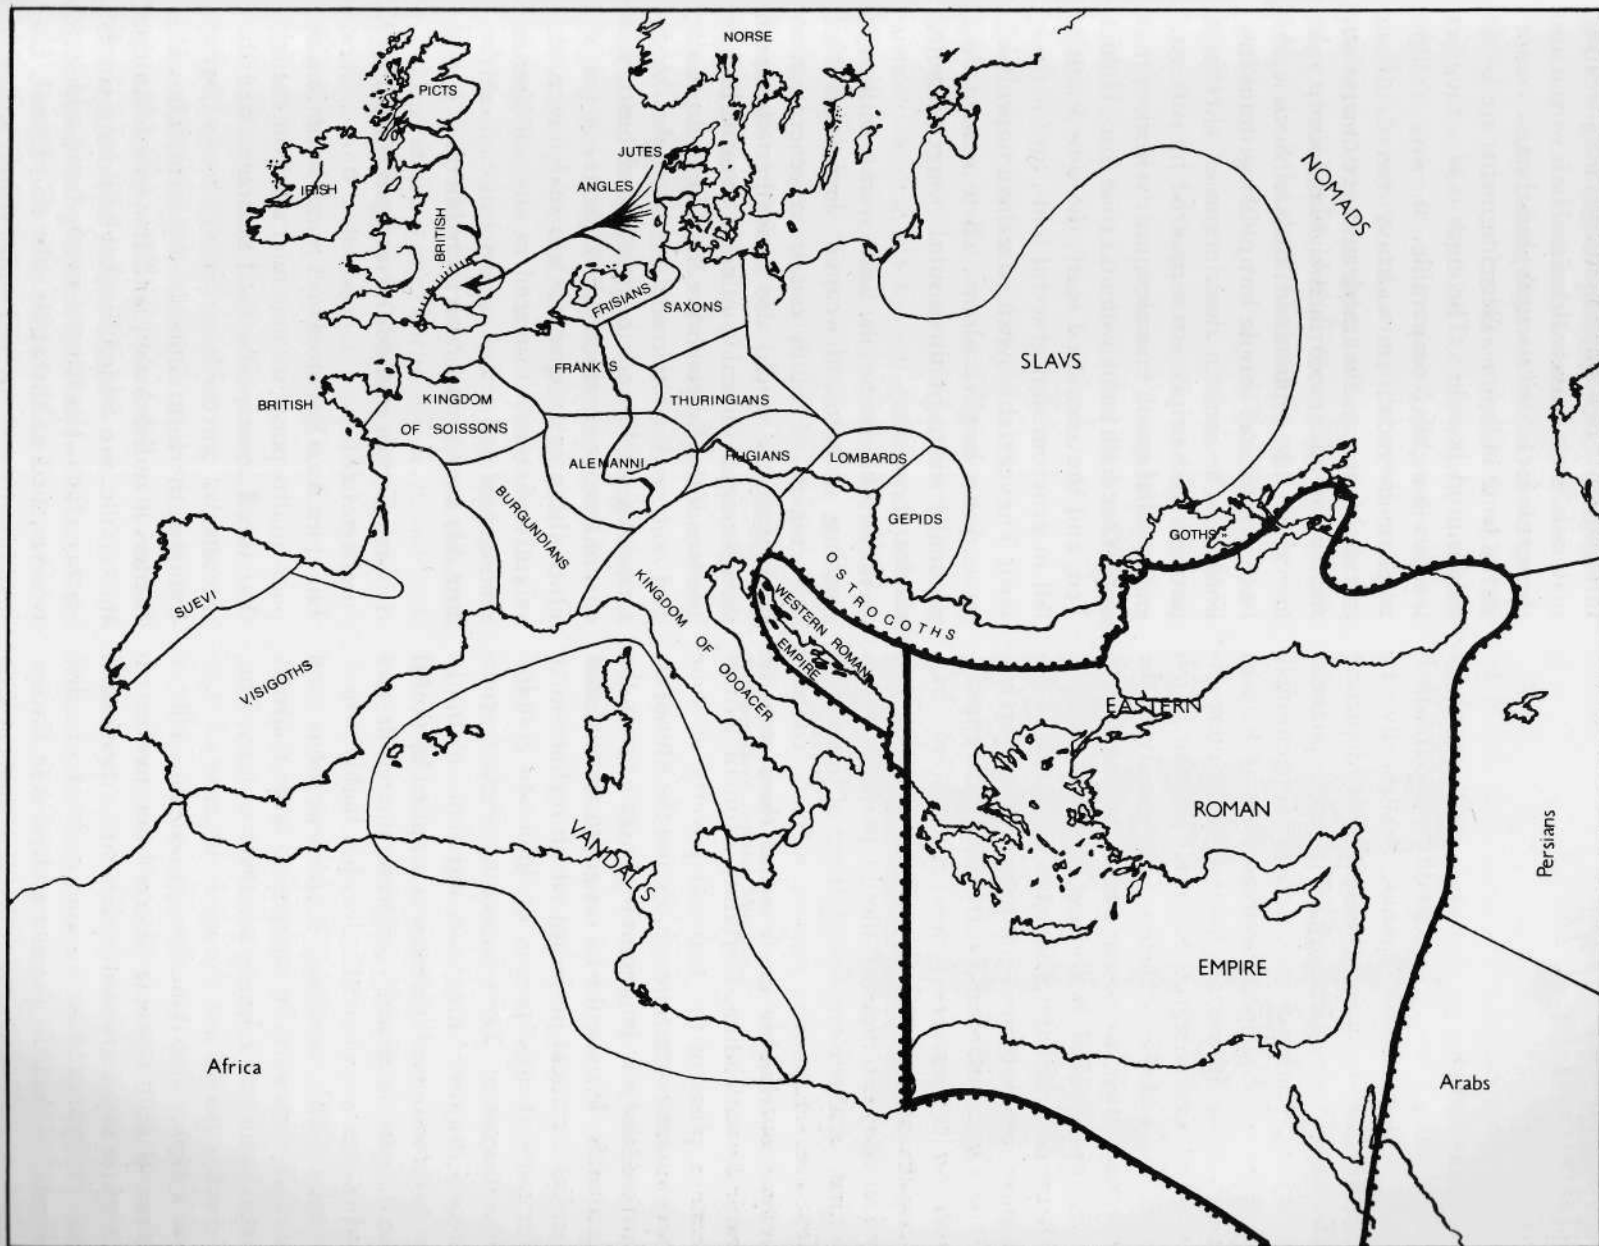 NORSE
PICTS
JUTES
IRISH
ANGLES
NOMADS
BRITISH
FRISIANS
SAXONS
SLAVS
FRANKS
BRITISH
KINGDOM
OF SOISSONS
THURINGIANS
ALEMANNI
RUGIANS
LOMBARDS
BURGUNDIANS
GEPIDS
GOTHS
SUEVI
OSTROGOTHS
KINGDOM OF ODOACER
WESTERN ROMAN
EMPIRE
VISIGOTHS
EASTERN
ROMAN
EMPIRE
VANDALS
Persians
Africa
Arabs